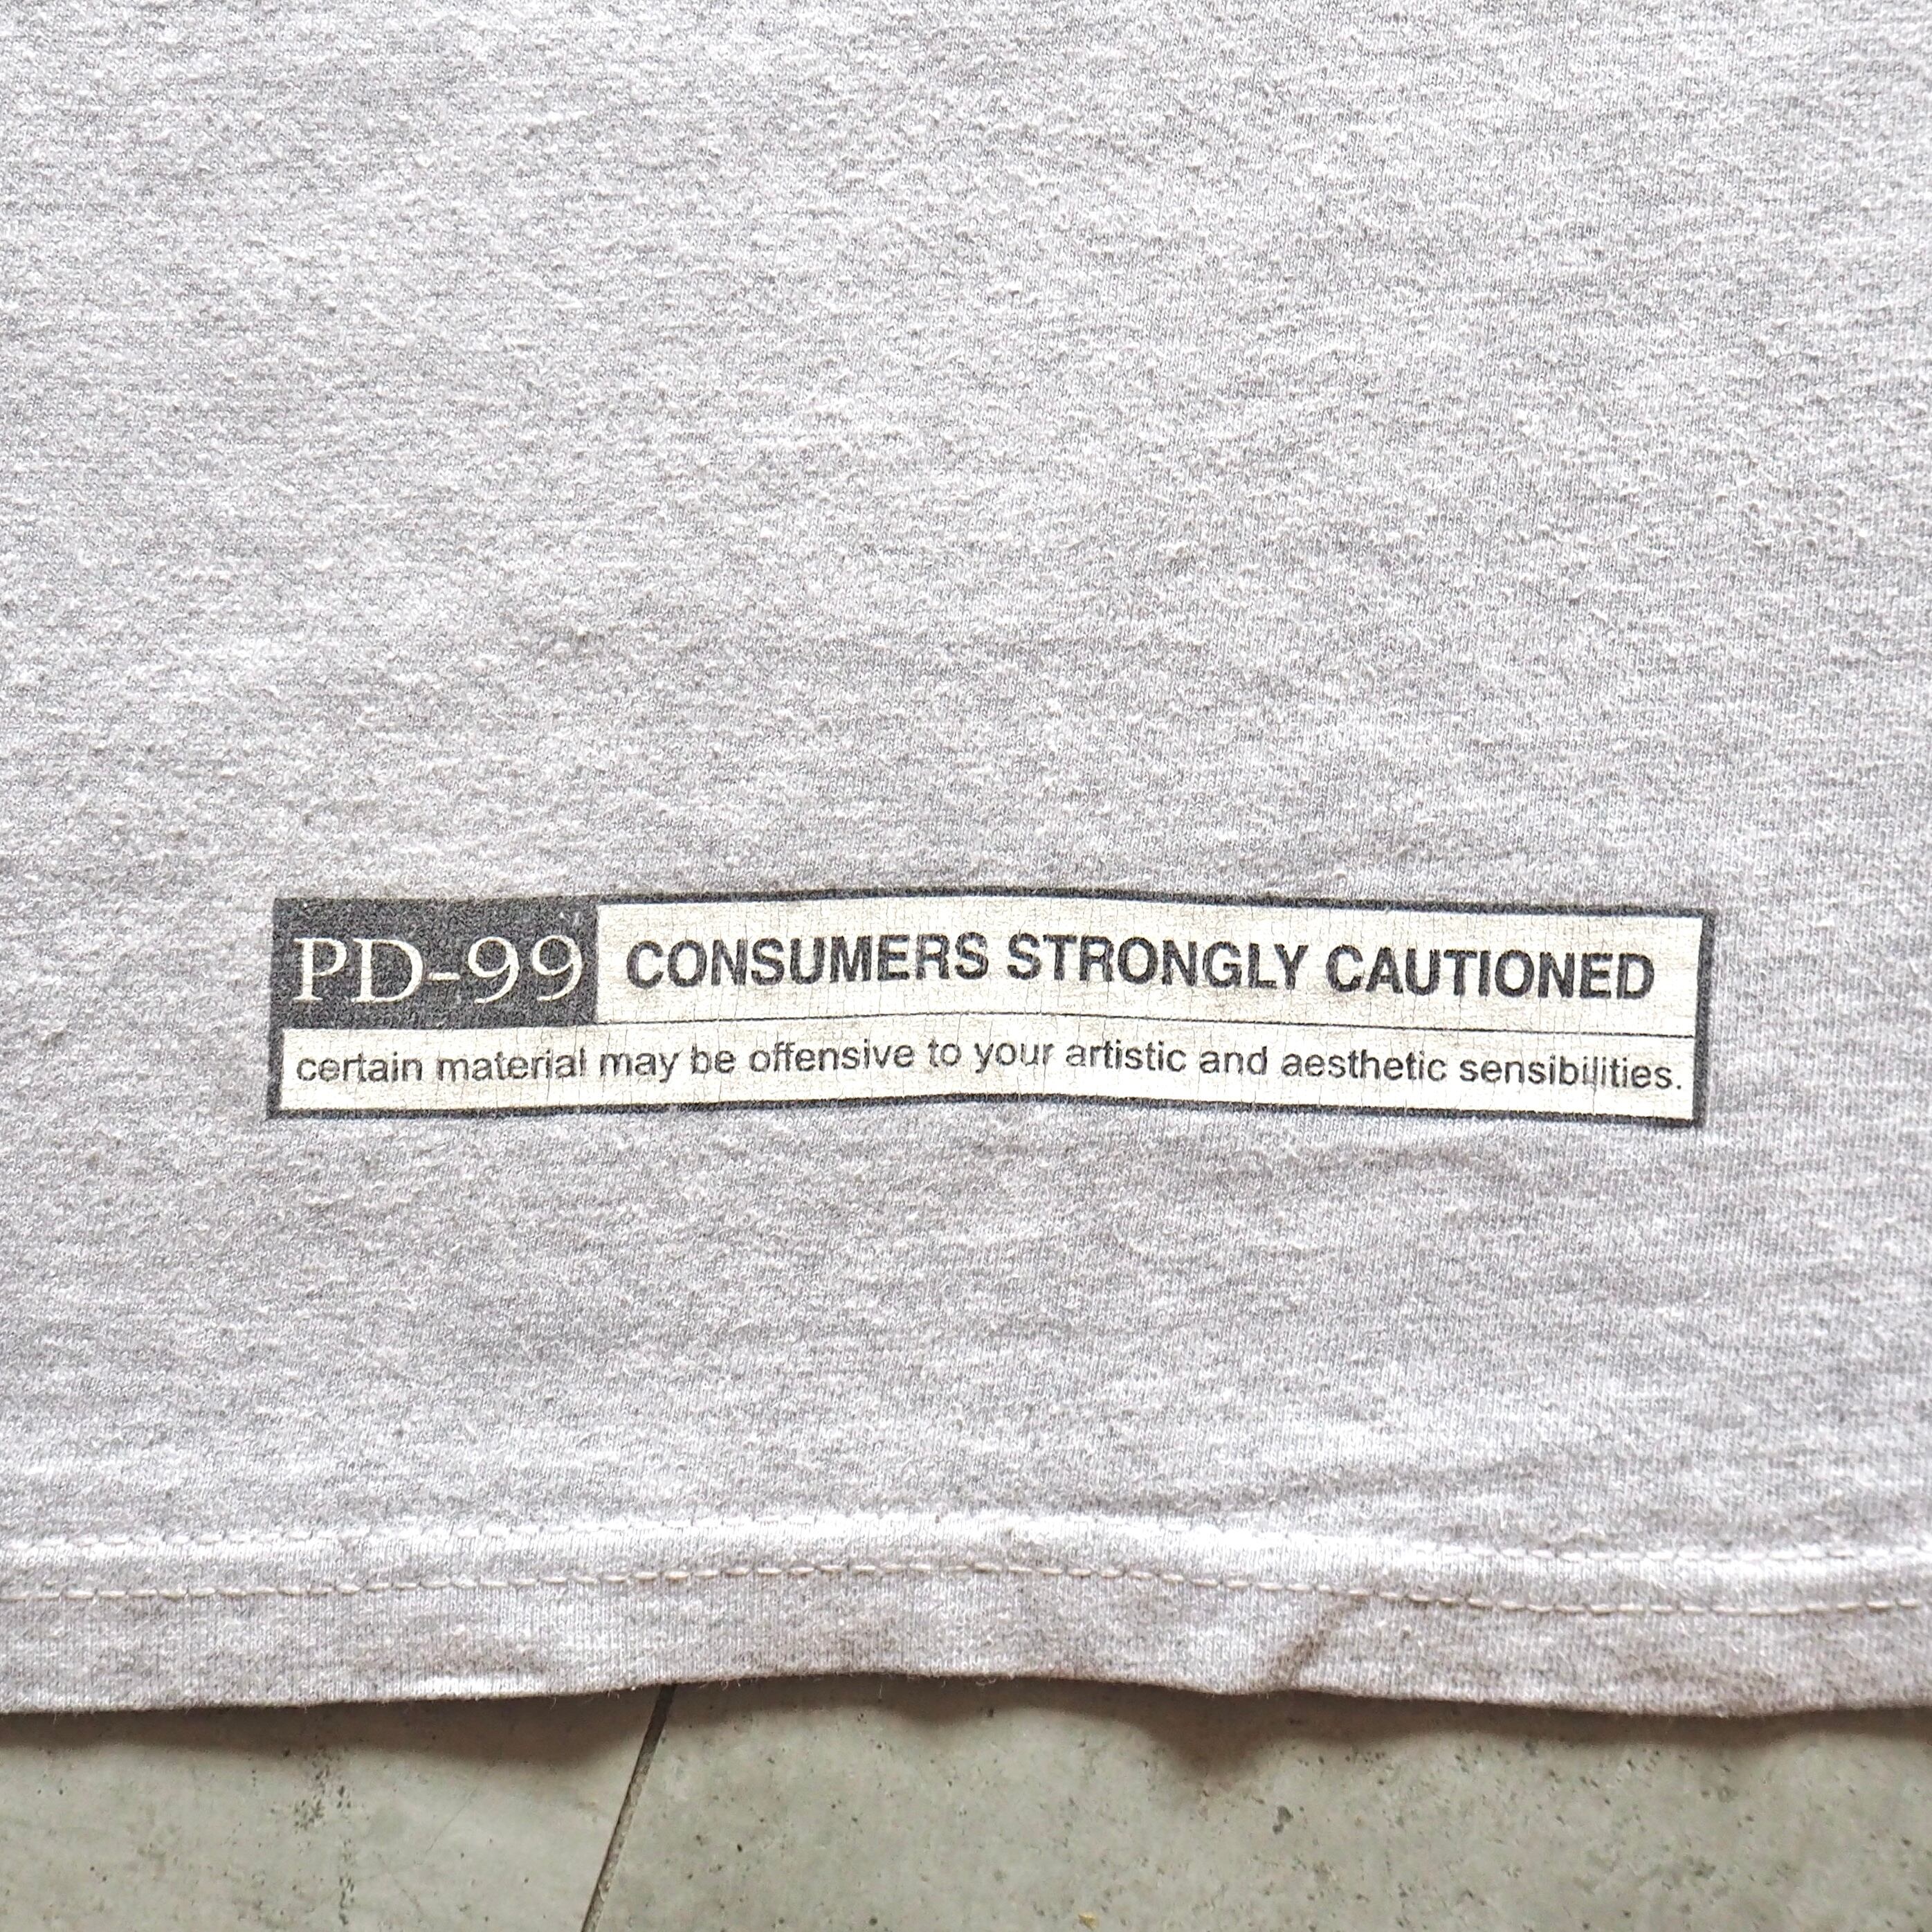 PD-99 CONSUMERS STRONGLY CAUTIONED
certain material may be offensive to your artistic and aesthetic sensibilities.